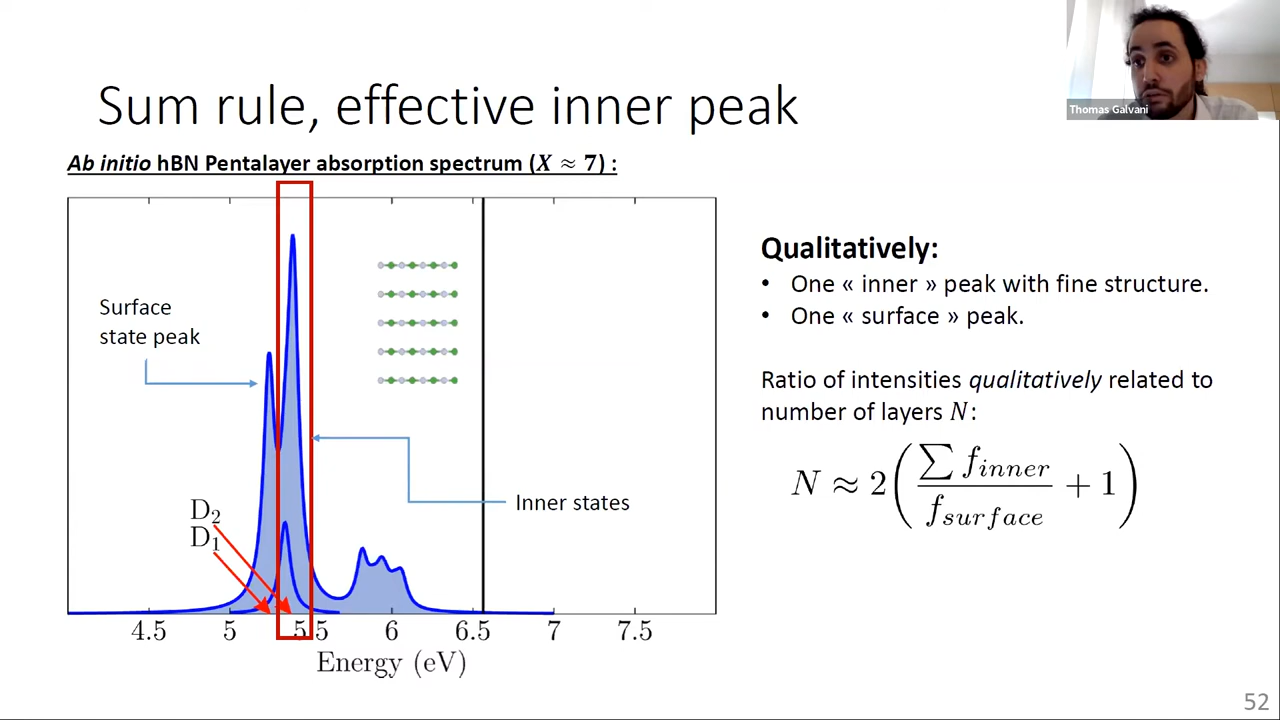 Thomas Galvani
Sum rule, effective inner peak
Ab initio hBN Pentalayer absorption spectrum (X ≈ 7) :
Surface
state peak
D₂
D₁
Inner states
4.5 5 5.5 6 6.5 7 7.5
Energy (eV)
Qualitatively:
• One « inner » peak with fine structure.
• One « surface » peak.
Ratio of intensities qualitatively related to
number of layers N:
N ≈ 2(∑ f_inner / f_surface + 1)
52